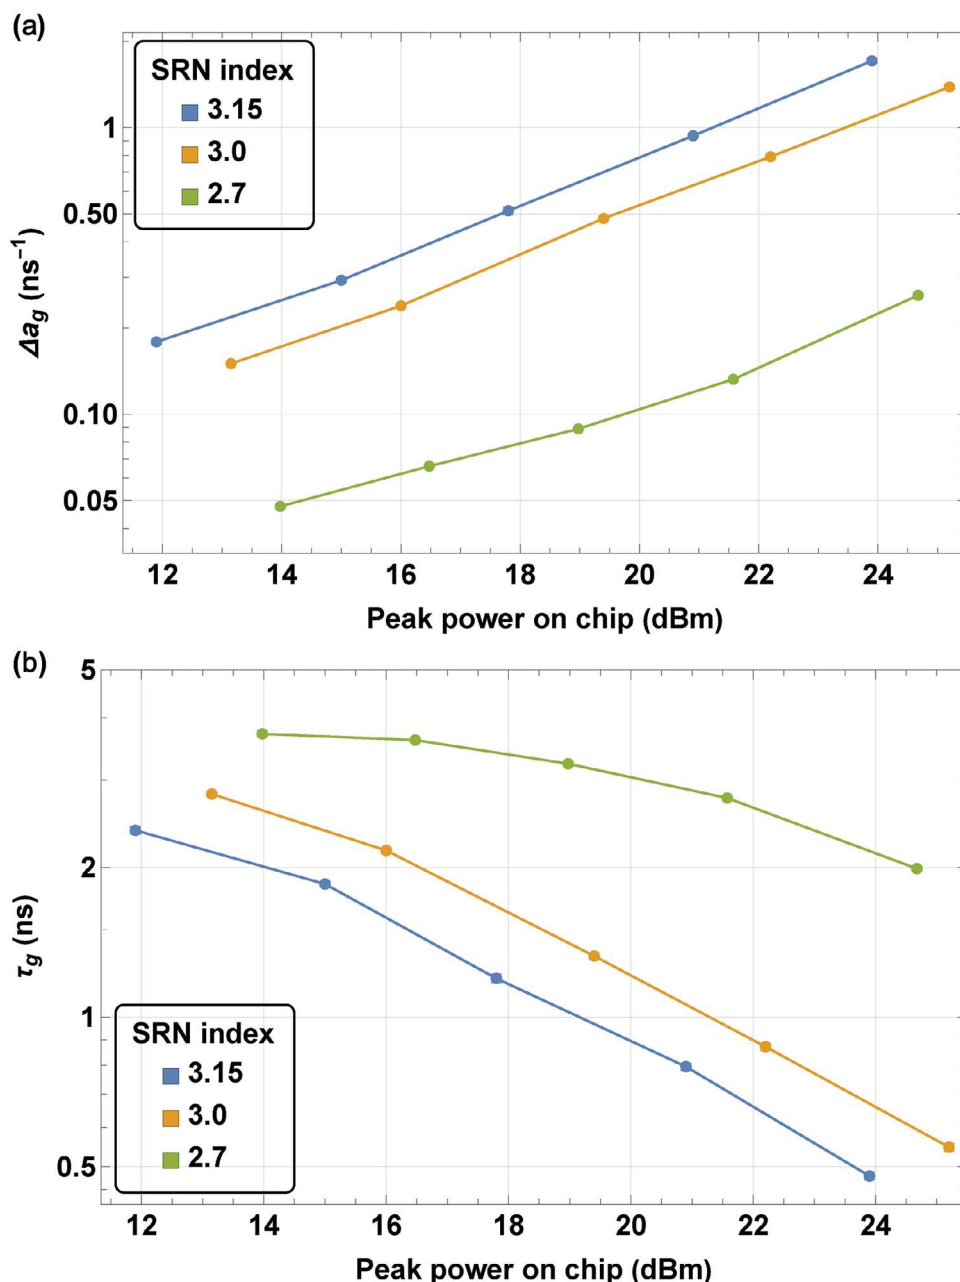 (a)
SRN index
3.15
3.0
2.7
1
0.50
0.10
0.05
Δa_g (ns⁻¹)
12 14 16 18 20 22 24
Peak power on chip (dBm)
(b)
5
2
1
0.5
τ_g (ns)
SRN index
3.15
3.0
2.7
12 14 16 18 20 22 24
Peak power on chip (dBm)